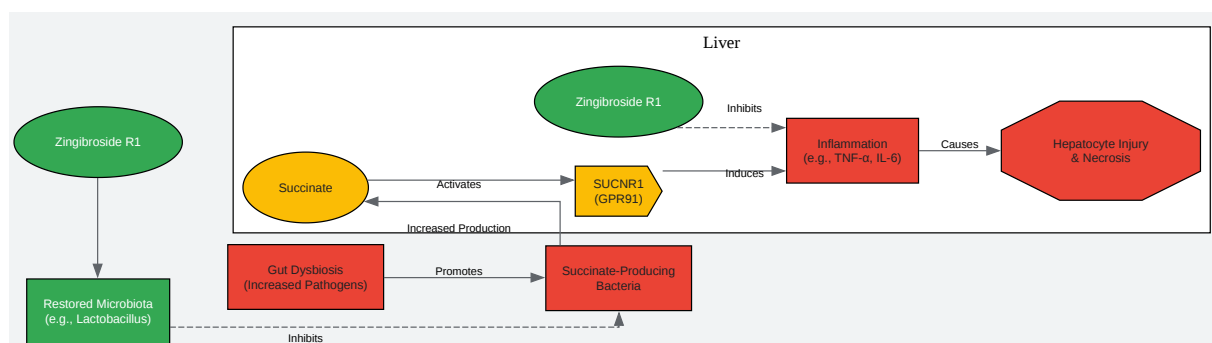 Liver
Zingibroside R1
Inhibits
Zingibroside R1
Inflammation
(e.g., TNF-α, IL-6)
Causes
Hepatocyte Injury
& Necrosis
Succinate
Activates
SUCNR1
(GPR91)
Induces
Increased Production
Gut Dysbiosis
(Increased Pathogens)
Promotes
Succinate-Producing
Bacteria
Restored Microbiota
(e.g., Lactobacillus)
Inhibits